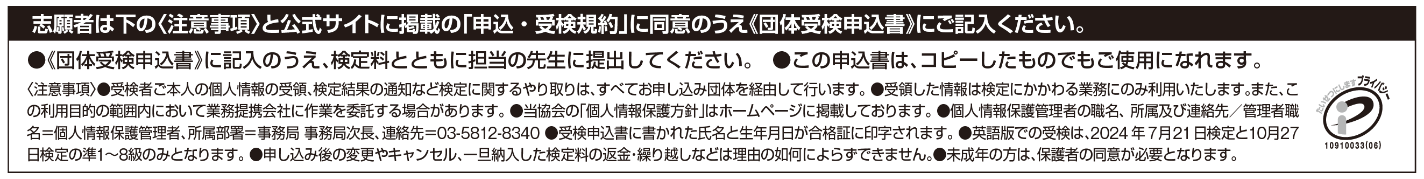 志願者は下の〈注意事項〉と公式サイトに掲載の「申込・受検規約」に同意のうえ《団体受検申込書》にご記入ください。
●《団体受検申込書》に記入のうえ、検定料とともに担当の先生に提出してください。 ●この申込書は、コピーしたものでもご使用になれます。
〈注意事項〉●受検者ご本人の個人情報の受領、検定結果の通知など検定に関するやり取りは、すべてお申し込み団体を経由して行います。●受領した情報は検定にかかわる業務にのみ利用いたします。また、こ
の利用目的の範囲内において業務提携会社に作業を委託する場合があります。●当協会の「個人情報保護方針」はホームページに掲載しております。●個人情報保護管理者の職名、所属及び連絡先／管理者職
名＝個人情報保護管理者、所属部署＝事務局 事務局次長、連絡先＝03-5812-8340 ●受検申込書に書かれた氏名と生年月日が合格証に印字されます。●英語版での受検は、2024年7月21日検定と10月27
日検定の準1～8級のみとなります。●申し込み後の変更やキャンセル、一旦納入した検定料の返金・繰り越しなどは理由の如何によらずできません。●未成年の方は、保護者の同意が必要となります。
たいせつにします プライバシー
10910033(06)